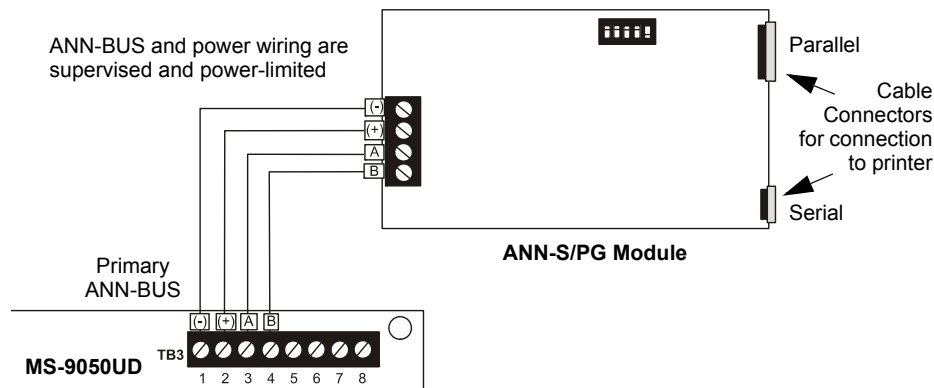 ANN-BUS and power wiring are
supervised and power-limited
Parallel
Cable
Connectors
for connection
to printer
Serial
(-)
(+)
A
B
ANN-S/PG Module
Primary
ANN-BUS
(-) (+) A B
TB3
MS-9050UD
1 2 3 4 5 6 7 8